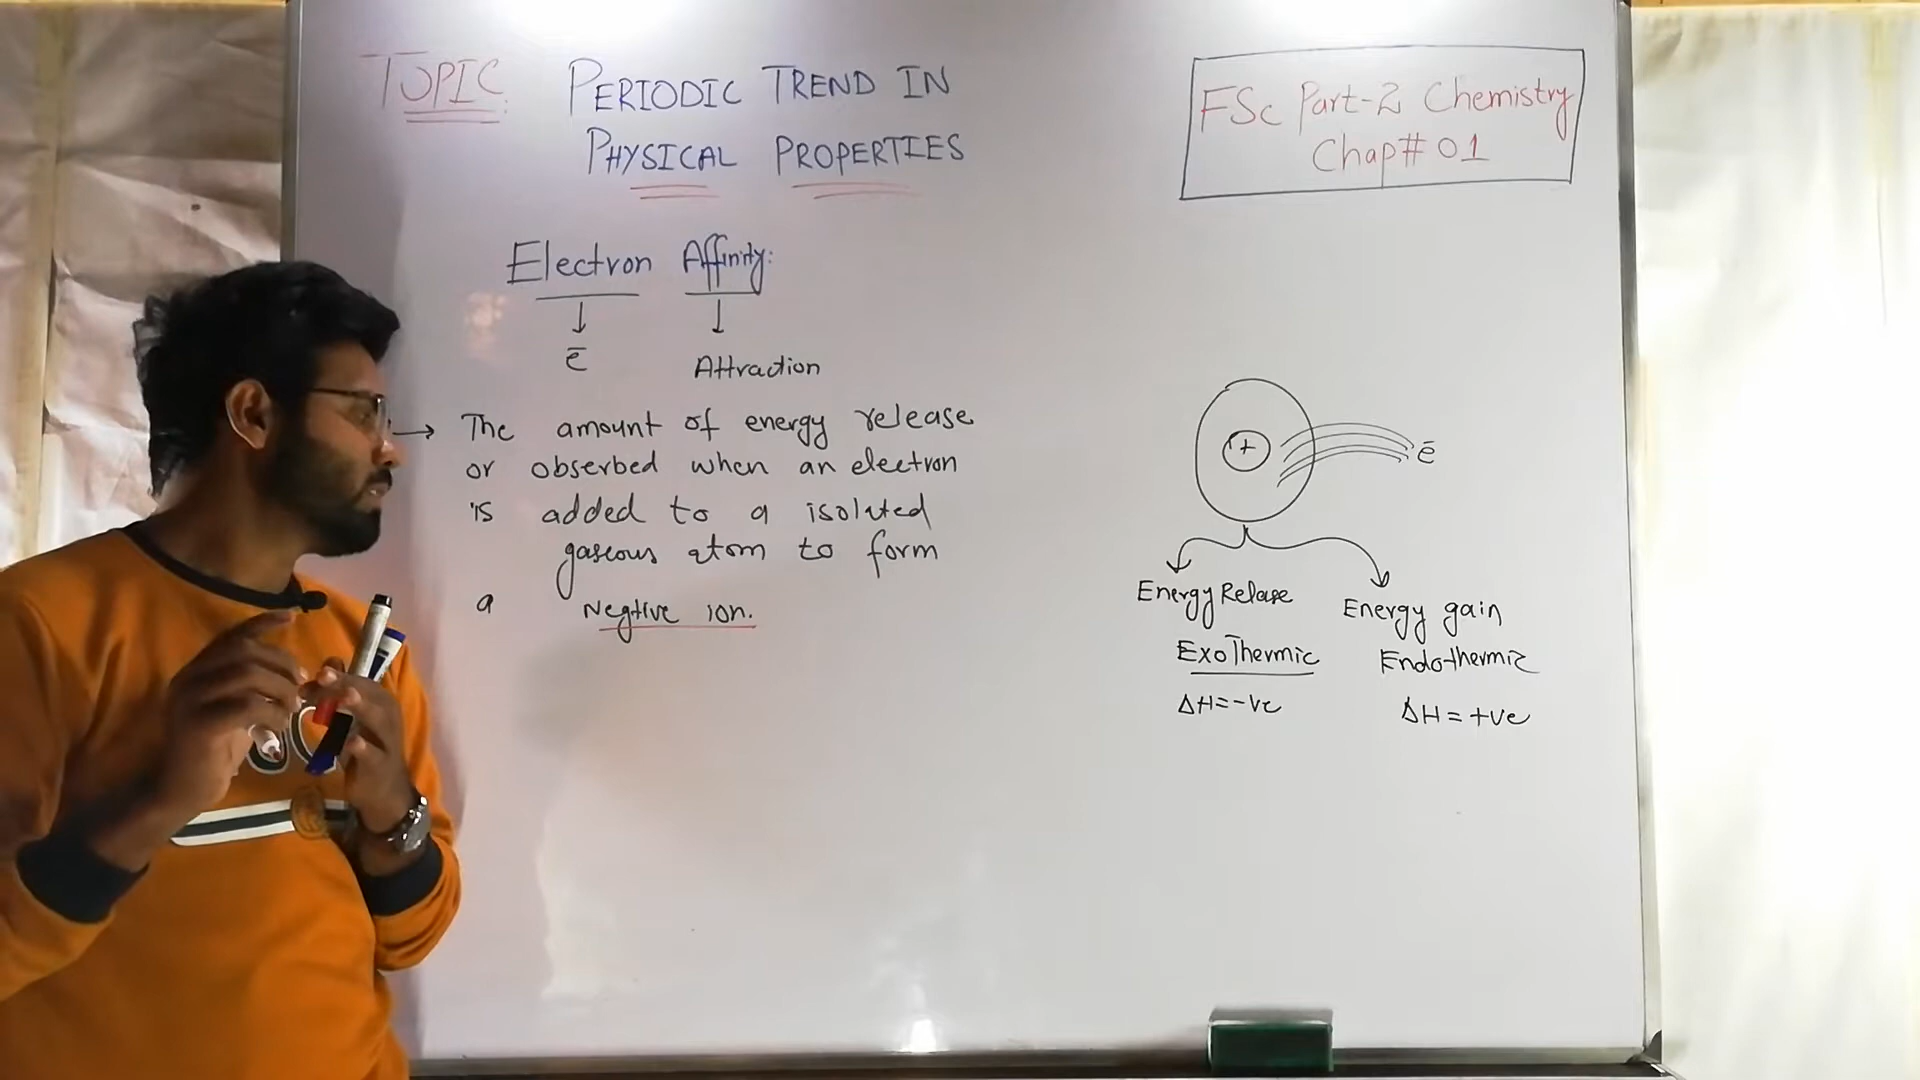 TOPIC: PERIODIC TREND IN
PHYSICAL PROPERTIES
FSc Part-2 Chemistry
Chap# 01
Electron Affinity:
ē Attraction
→ The amount of energy release
or obserbed when an electron
is added to a isolated
gaseous atom to form
a Negtive ion.
+
ē
Energy Relase
Energy gain
ExoThermic
Endothermic
ΔH=-ve
ΔH=+ve